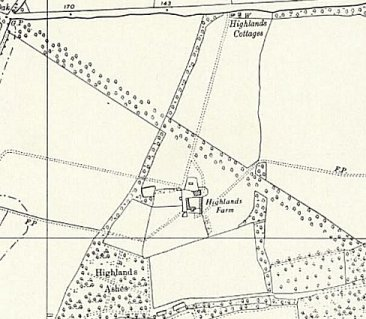 170
143
G.P.
W
Highlands
Cottages
F.P.
Highlands
Farm
F.P.
Highlands
Ashes